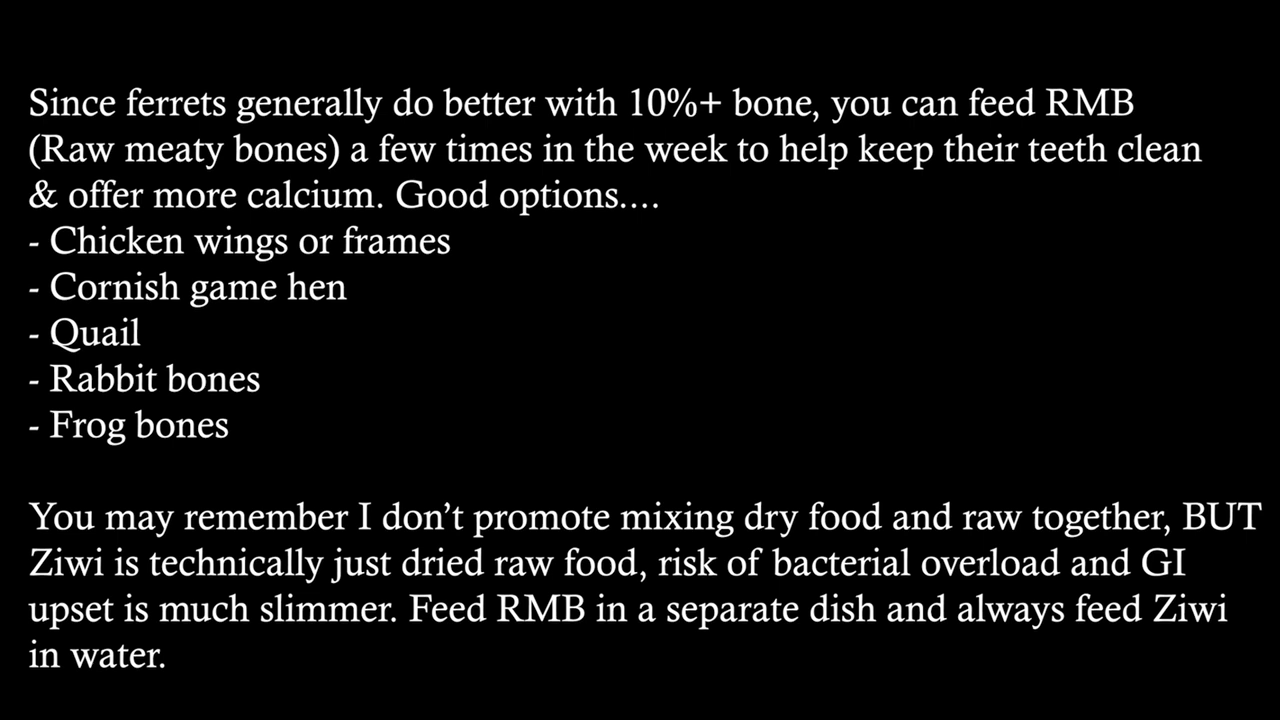 Since ferrets generally do better with 10%+ bone, you can feed RMB
(Raw meaty bones) a few times in the week to help keep their teeth clean
& offer more calcium. Good options....
- Chicken wings or frames
- Cornish game hen
- Quail
- Rabbit bones
- Frog bones
You may remember I don’t promote mixing dry food and raw together, BUT
Ziwi is technically just dried raw food, risk of bacterial overload and GI
upset is much slimmer. Feed RMB in a separate dish and always feed Ziwi
in water.